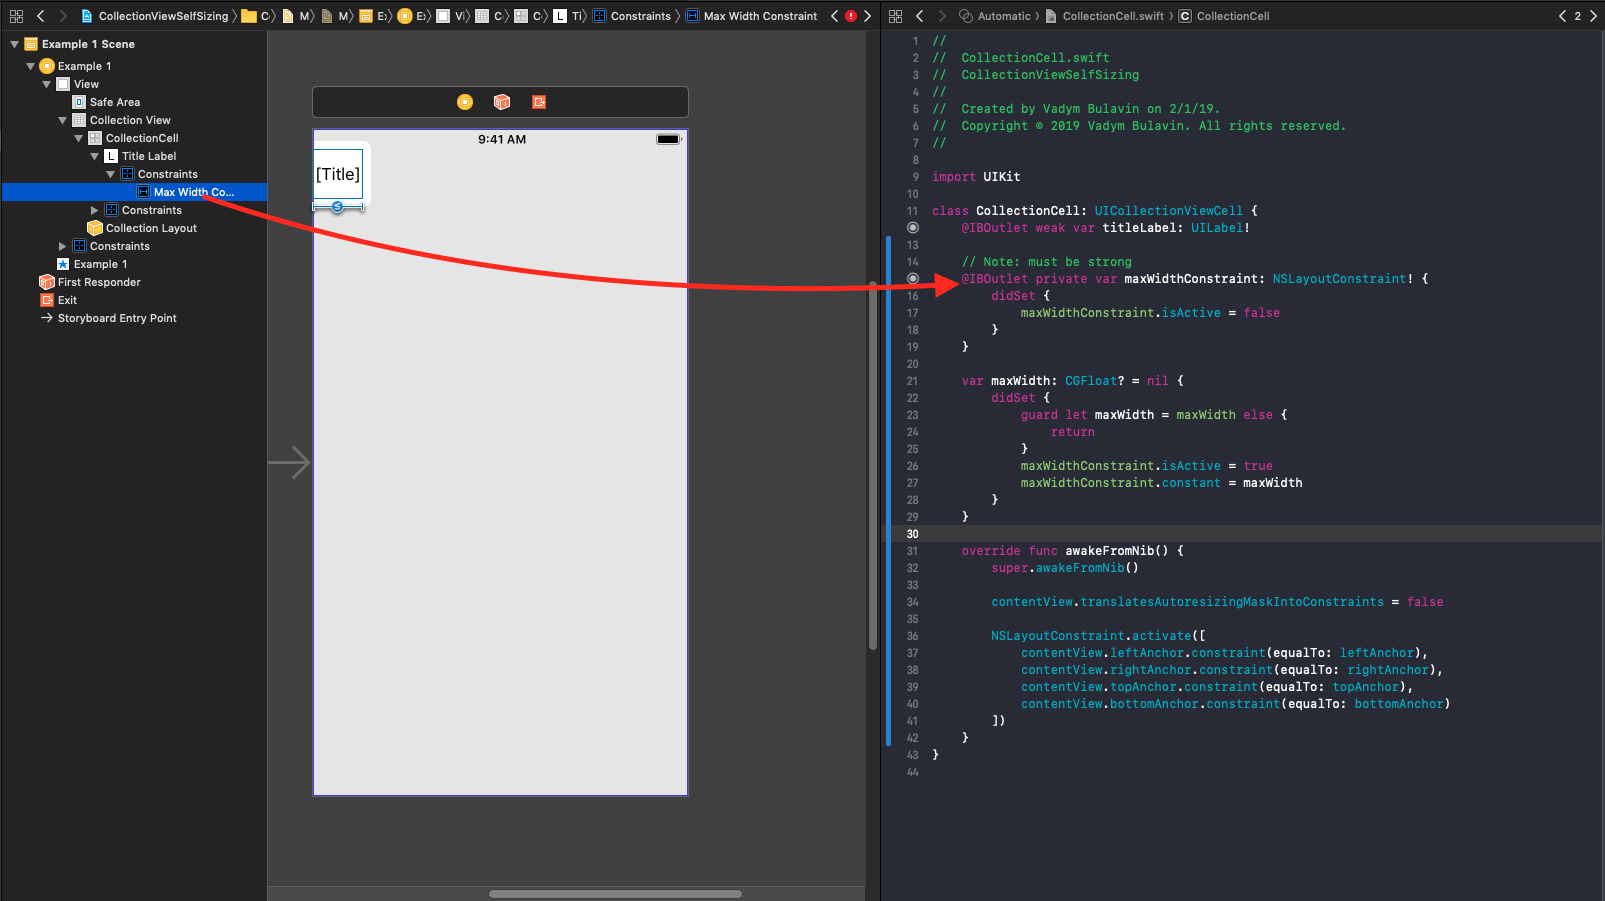 CollectionViewSelfSizing 〉 C 〉 M 〉 M 〉 E 〉 E 〉 Vi 〉 C 〉 C 〉 L Ti 〉 Constraints 〉 Max Width Constraint
Automatic 〉 CollectionCell.swift 〉 C CollectionCell
2
Example 1 Scene
Example 1
View
Safe Area
Collection View
CollectionCell
L Title Label
Constraints
Max Width Co...
Constraints
Collection Layout
Constraints
Example 1
First Responder
Exit
Storyboard Entry Point
9:41 AM
[Title]
≤
1 //
2 //  CollectionCell.swift
3 //  CollectionViewSelfSizing
4 //
5 //  Created by Vadym Bulavin on 2/1/19.
6 //  Copyright © 2019 Vadym Bulavin. All rights reserved.
7 //
8
9 import UIKit
10
11 class CollectionCell: UICollectionViewCell {
@IBOutlet weak var titleLabel: UILabel!
13
14 // Note: must be strong
@IBOutlet private var maxWidthConstraint: NSLayoutConstraint! {
16 didSet {
17 maxWidthConstraint.isActive = false
18 }
19 }
20
21 var maxWidth: CGFloat? = nil {
22 didSet {
23 guard let maxWidth = maxWidth else {
24 return
25 }
26 maxWidthConstraint.isActive = true
27 maxWidthConstraint.constant = maxWidth
28 }
29 }
30
31 override func awakeFromNib() {
32 super.awakeFromNib()
33
34 contentView.translatesAutoresizingMaskIntoConstraints = false
35
36 NSLayoutConstraint.activate([
37 contentView.leftAnchor.constraint(equalTo: leftAnchor),
38 contentView.rightAnchor.constraint(equalTo: rightAnchor),
39 contentView.topAnchor.constraint(equalTo: topAnchor),
40 contentView.bottomAnchor.constraint(equalTo: bottomAnchor)
41 ])
42 }
43 }
44